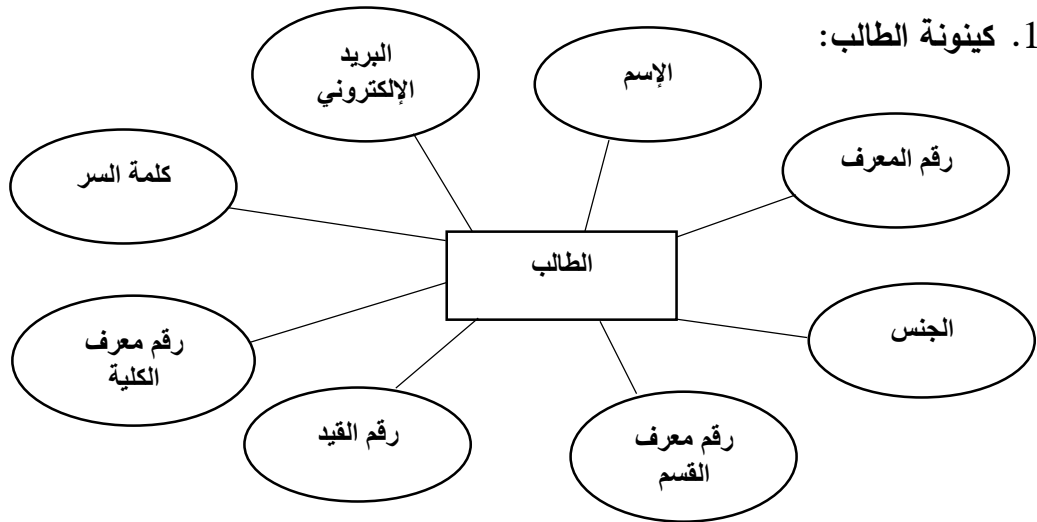 1. كينونة الطالب:
الإسم
البريد
الإلكتروني
رقم المعرف
كلمة السر
الطالب
الجنس
رقم معرف
الكلية
رقم القيد
رقم معرف
القسم